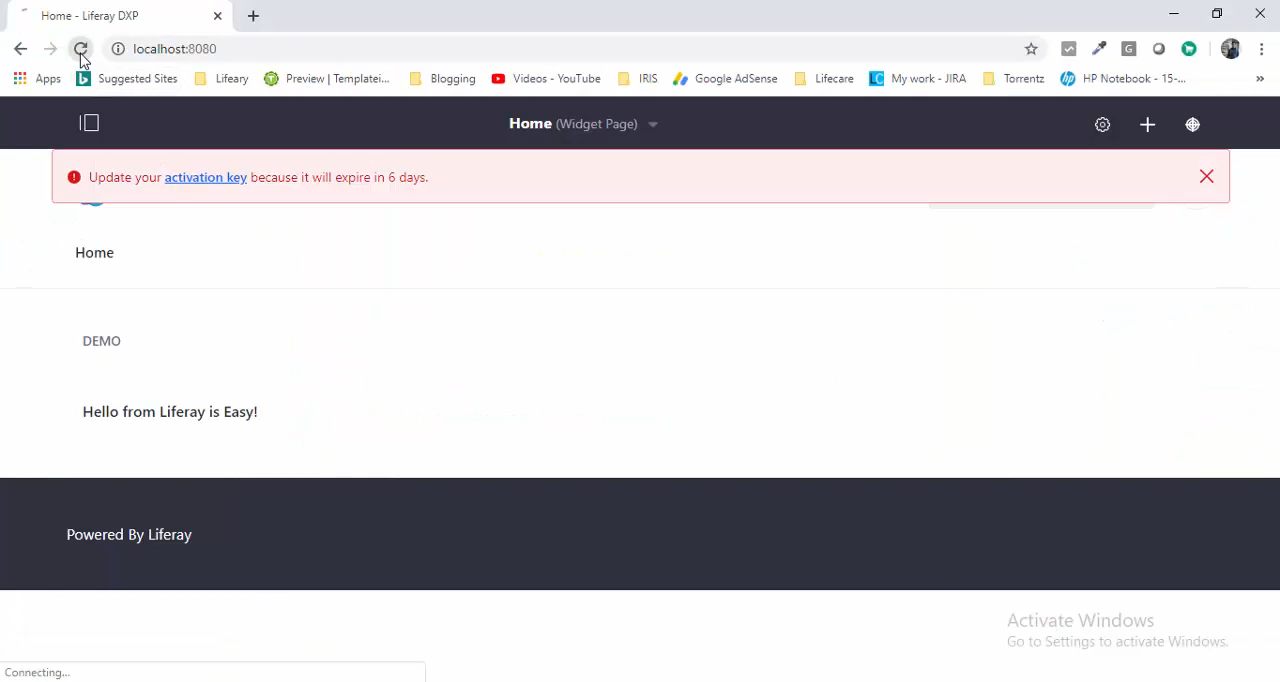 Home - Liferay DXP
localhost:8080
Apps Suggested Sites Lifeary Preview | Templatei... Blogging Videos - YouTube IRIS Google AdSense Lifecare My work - JIRA Torrentz HP Notebook - 15-... »
Home (Widget Page)
Update your activation key because it will expire in 6 days.
Home
DEMO
Hello from Liferay is Easy!
Powered By Liferay
Activate Windows
Go to Settings to activate Windows.
Connecting...